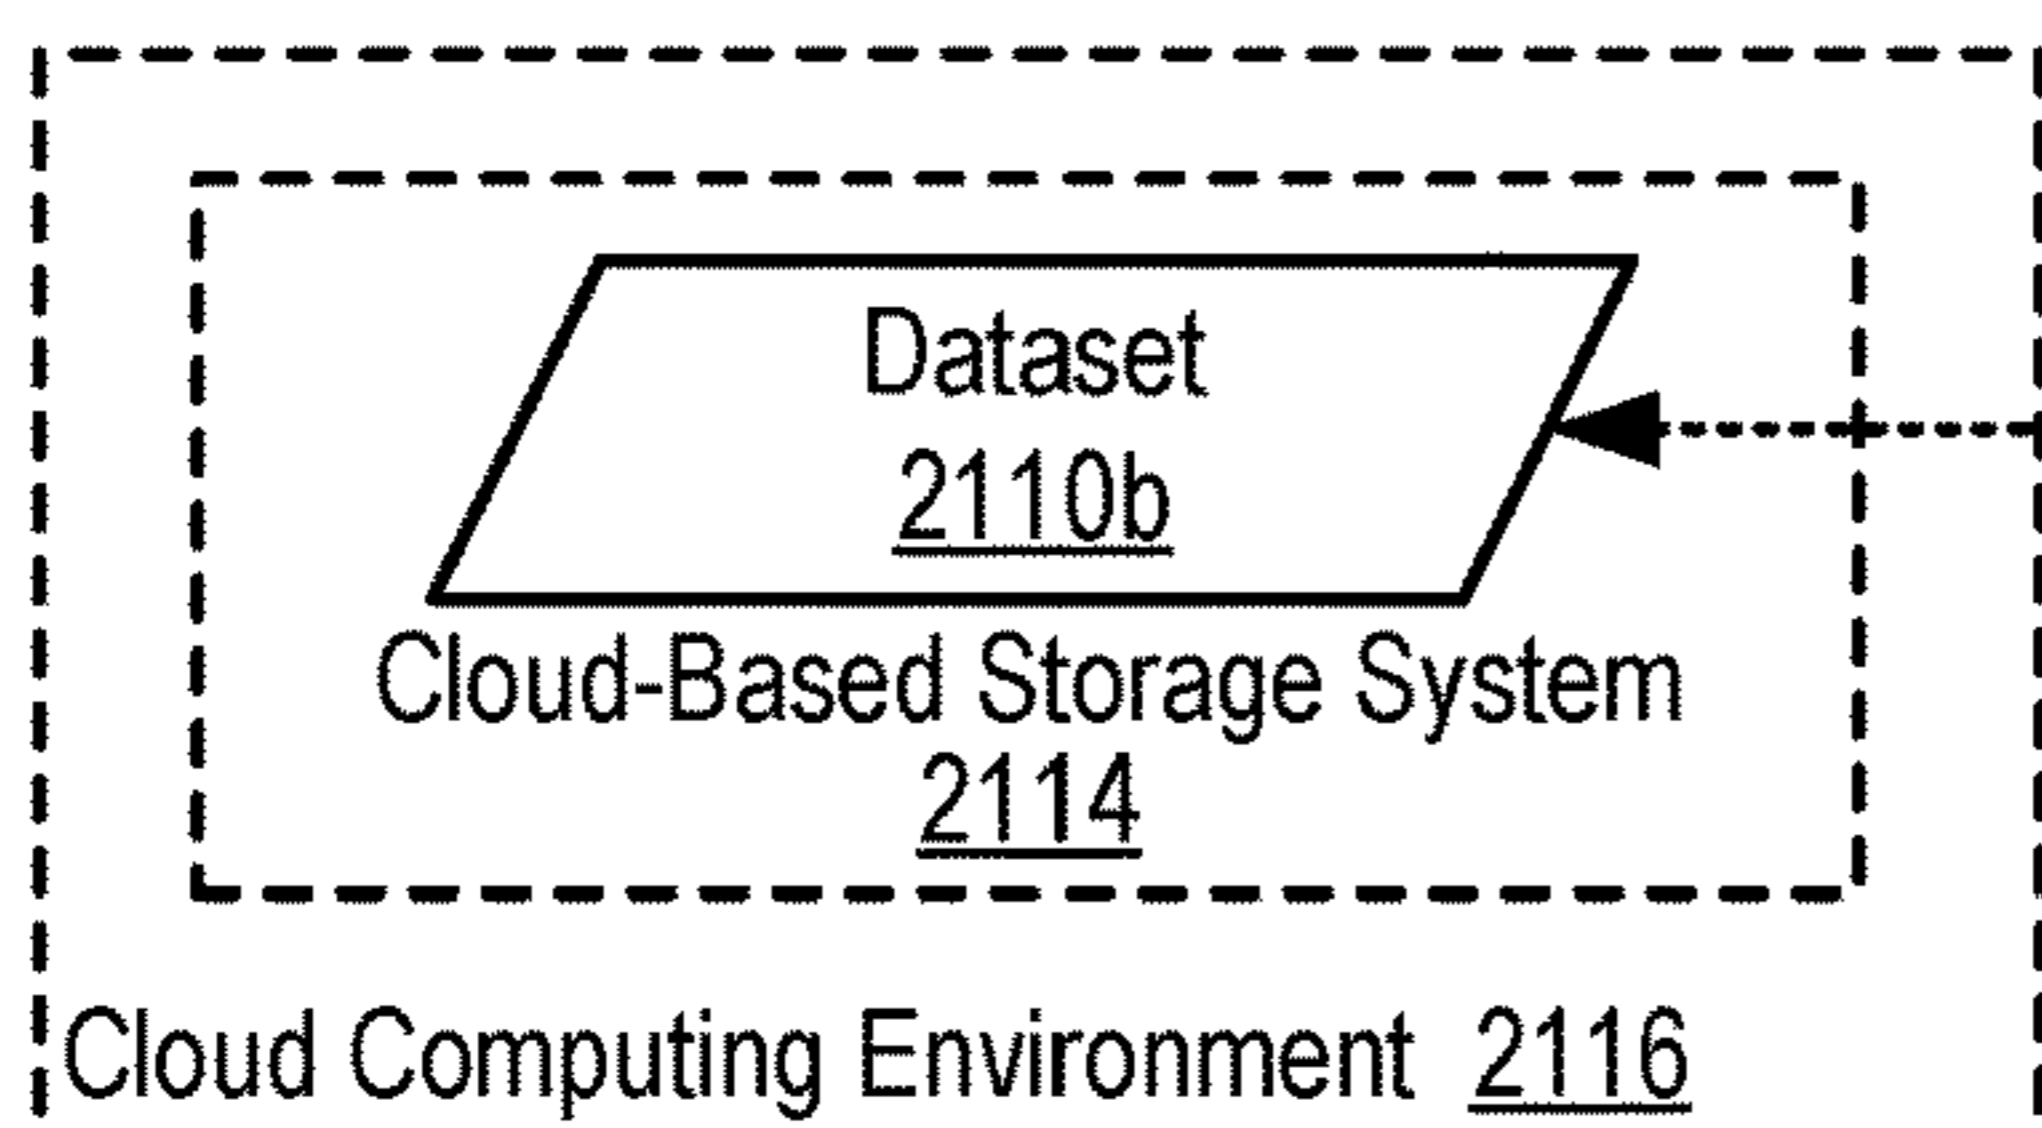 Dataset
2110b
Cloud-Based Storage System
2114
Cloud Computing Environment 2116